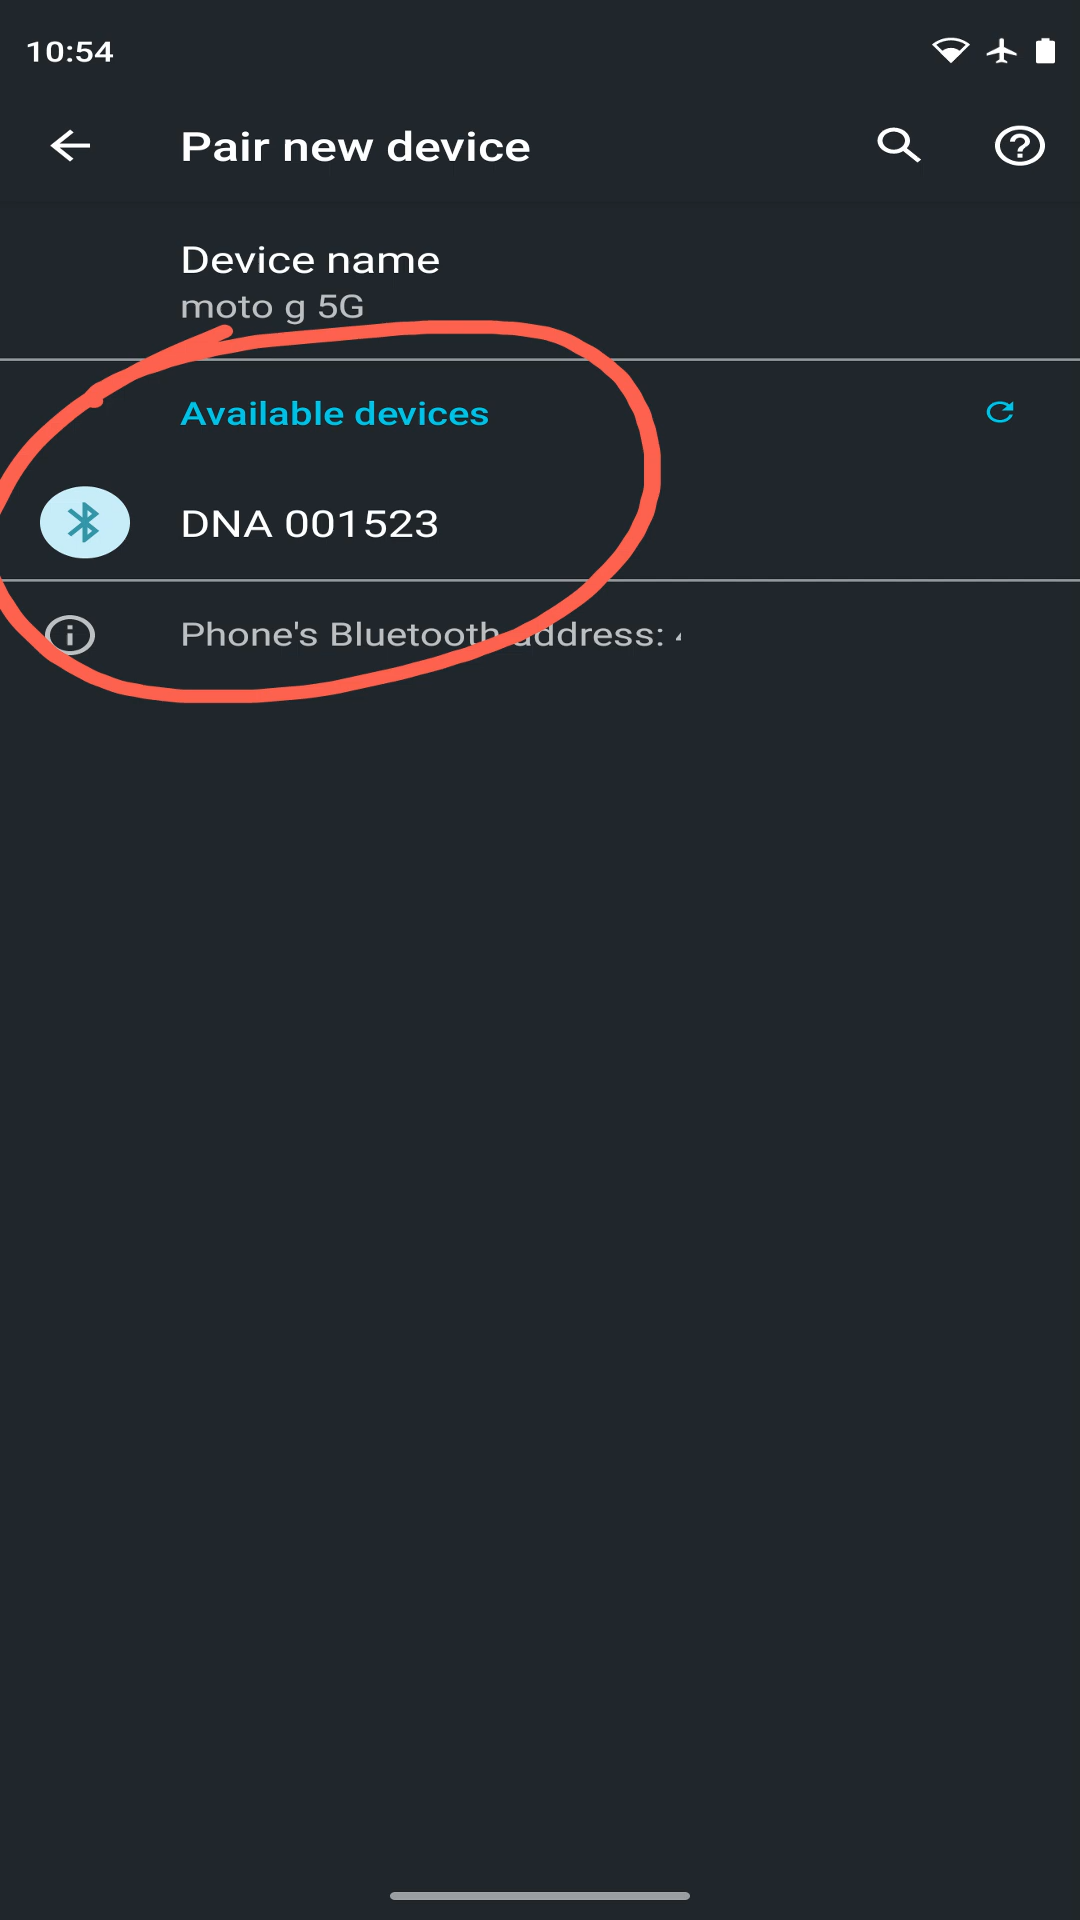 10:54
Pair new device
Device name
moto g 5G
Available devices
DNA 001523
Phone's Bluetooth address: